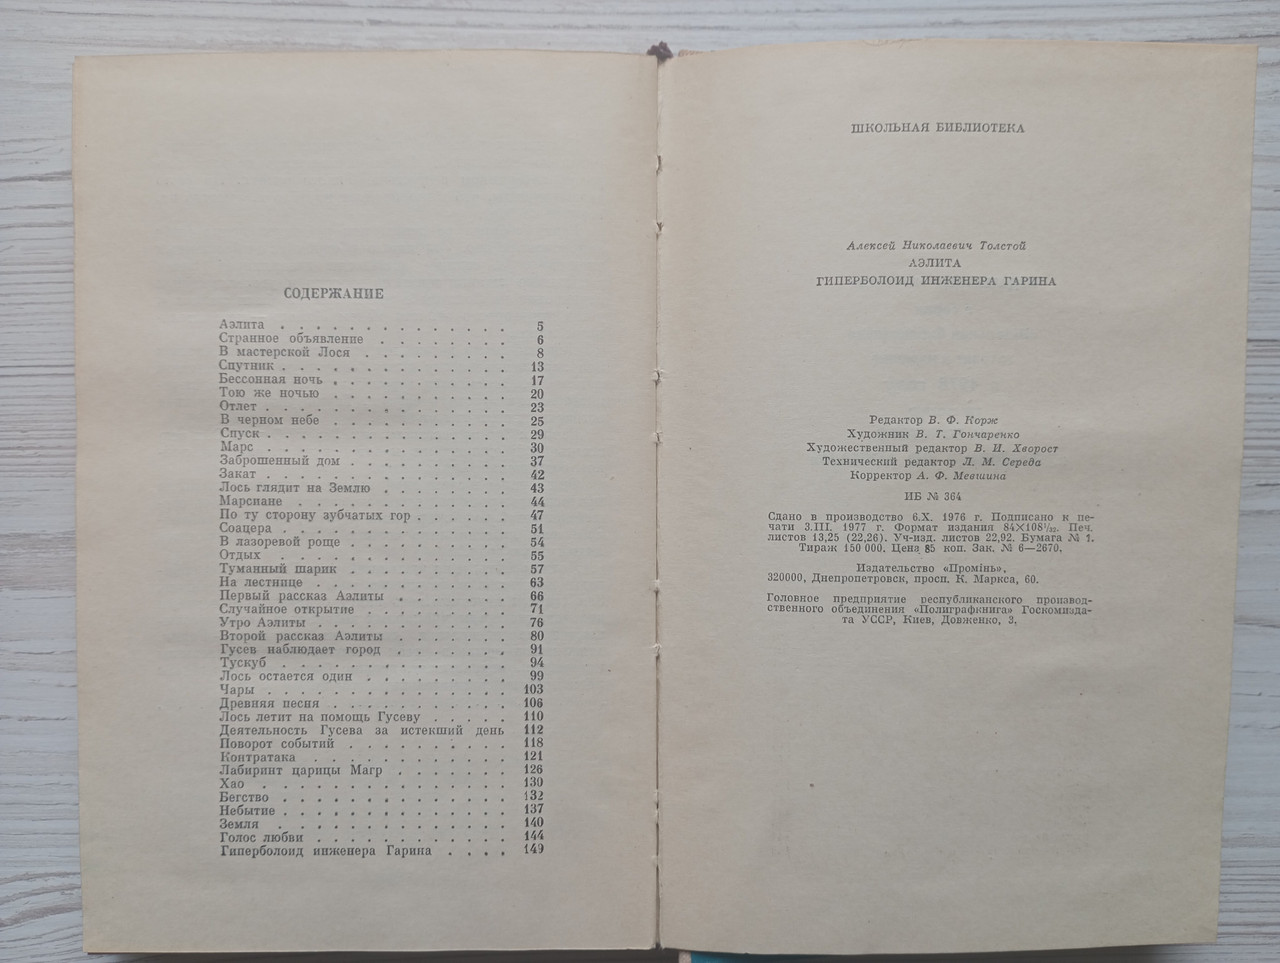 СОДЕРЖАНИЕ
Аэлита . . . . . . . . . . . . . . 5
Странное объявление . . . . . . . . 6
В мастерской Лося . . . . . . . . . 8
Спутник . . . . . . . . . . . . . . 13
Бессонная ночь . . . . . . . . . . . 17
Тою же ночью . . . . . . . . . . . 20
Отлет . . . . . . . . . . . . . . . 23
В черном небе . . . . . . . . . . . 25
Спуск . . . . . . . . . . . . . . . 29
Марс . . . . . . . . . . . . . . . 30
Заброшенный дом . . . . . . . . . . 37
Закат . . . . . . . . . . . . . . . 42
Лось глядит на Землю . . . . . . . 43
Марсиане . . . . . . . . . . . . . 44
По ту сторону зубчатых гор . . . . . 47
Соацера . . . . . . . . . . . . . . 51
В лазоревой роще . . . . . . . . . 54
Отдых . . . . . . . . . . . . . . 55
Туманный шарик . . . . . . . . . . 57
На лестнице . . . . . . . . . . . . 63
Первый рассказ Аэлиты . . . . . . . 66
Случайное открытие . . . . . . . . 71
Утро Аэлиты . . . . . . . . . . . . 76
Второй рассказ Аэлиты . . . . . . . 80
Гусев наблюдает город . . . . . . . 91
Тускуб . . . . . . . . . . . . . . 94
Лось остается один . . . . . . . . . 99
Чары . . . . . . . . . . . . . . . 103
Древняя песня . . . . . . . . . . . 106
Лось летит на помощь Гусеву . . . . . 110
Деятельность Гусева за истекший день 112
Поворот событий . . . . . . . . . . 118
Контратака . . . . . . . . . . . . 121
Лабиринт царицы Магр . . . . . . . 126
Хао . . . . . . . . . . . . . . . 130
Бегство . . . . . . . . . . . . . . 132
Небытие . . . . . . . . . . . . . . 137
Земля . . . . . . . . . . . . . . 140
Голос любви . . . . . . . . . . . . 144
Гиперболоид инженера Гарина . . . . 149
ШКОЛЬНАЯ БИБЛИОТЕКА
Алексей Николаевич Толстой
АЭЛИТА
ГИПЕРБОЛОИД ИНЖЕНЕРА ГАРИНА
Редактор В. Ф. Корж
Художник В. Т. Гончаренко
Художественный редактор В. И. Хворост
Технический редактор Л. М. Середа
Корректор А. Ф. Мевшина
ИБ № 364
Сдано в производство 6.X. 1976 г. Подписано к пе-
чати 3.III. 1977 г. Формат издания 84×108¹/₃₂. Печ.
листов 13,25 (22,26). Уч-изд. листов 22,92. Бумага № 1.
Тираж 150 000. Цена 85 коп. Зак. № 6—2670.
Издательство «Промінь»,
320000, Днепропетровск, просп. К. Маркса, 60.
Головное предприятие республиканского производ-
ственного объединения «Полиграфкнига» Госкомизда-
та УССР, Киев, Довженко, 3.